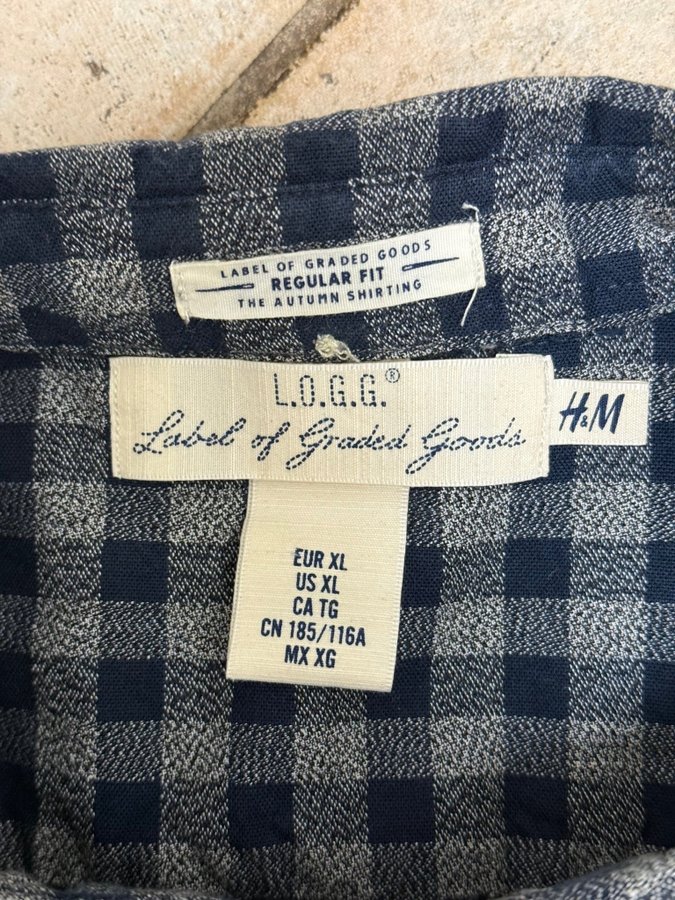 LABEL OF GRADED GOODS
REGULAR FIT
THE AUTUMN SHIRTING
L.O.G.G.®
Label of Graded Goods
H&M
EUR XL
US XL
CA TG
CN 185/116A
MX XG